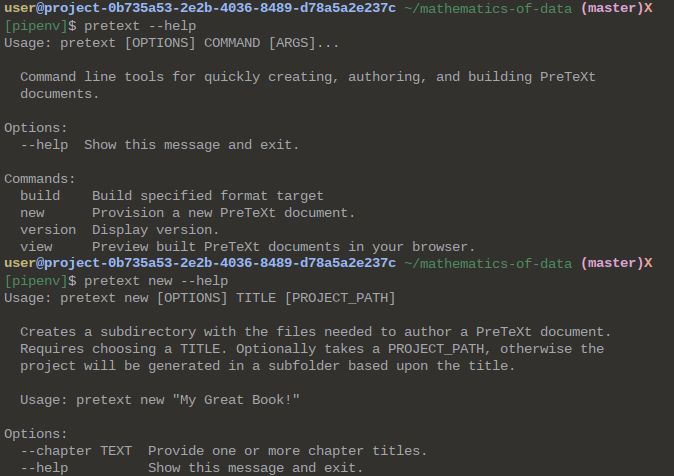 user@project-0b735a53-2e2b-4036-8489-d78a5a2e237c ~/mathematics-of-data (master)X
[pipenv]$ pretext --help
Usage: pretext [OPTIONS] COMMAND [ARGS]...
Command line tools for quickly creating, authoring, and building PreTeXt
documents.
Options:
--help  Show this message and exit.
Commands:
build    Build specified format target
new      Provision a new PreTeXt document.
version  Display version.
view     Preview built PreTeXt documents in your browser.
user@project-0b735a53-2e2b-4036-8489-d78a5a2e237c ~/mathematics-of-data (master)X
[pipenv]$ pretext new --help
Usage: pretext new [OPTIONS] TITLE [PROJECT_PATH]
Creates a subdirectory with the files needed to author a PreTeXt document.
Requires choosing a TITLE. Optionally takes a PROJECT_PATH, otherwise the
project will be generated in a subfolder based upon the title.
Usage: pretext new "My Great Book!"
Options:
--chapter TEXT  Provide one or more chapter titles.
--help          Show this message and exit.